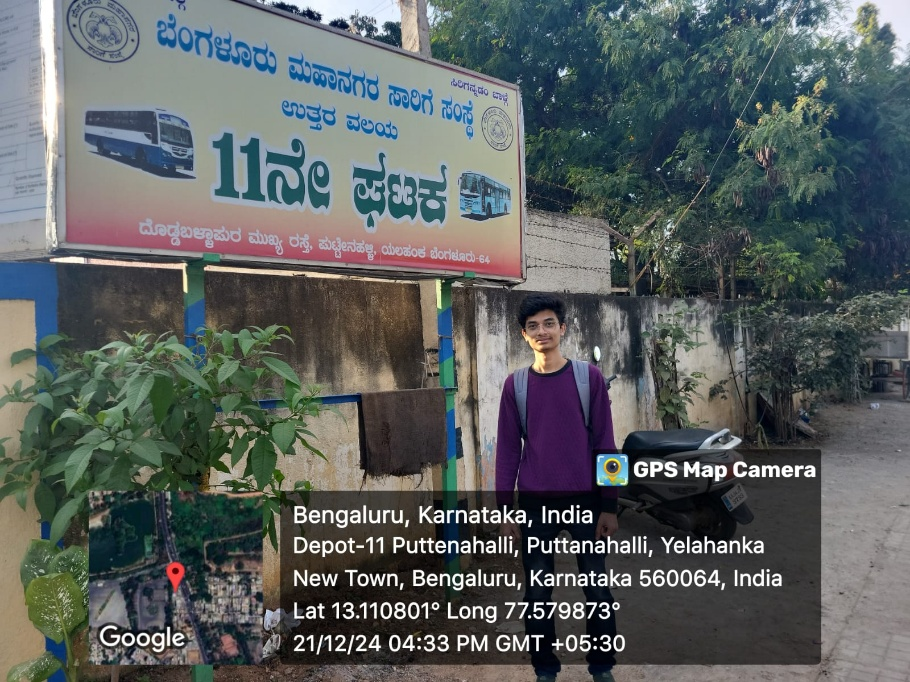 ಬೆಂಗಳೂರು ಮಹಾನಗರ ಸಾರಿಗೆ ಸಂಸ್ಥೆ
ಸಿರಿಗನ್ನಡಂ ಬಾಳ್ಗೆ
ಉತ್ತರ ವಲಯ
11ನೇ ಘಟಕ
ದೊಡ್ಡಬಳ್ಳಾಪುರ ಮುಖ್ಯ ರಸ್ತೆ, ಪುಟ್ಟೇನಹಳ್ಳಿ, ಯಲಹಂಕ ಬೆಂಗಳೂರು-64
GPS Map Camera
Bengaluru, Karnataka, India
Depot-11 Puttenahalli, Puttanahalli, Yelahanka
New Town, Bengaluru, Karnataka 560064, India
Lat 13.110801° Long 77.579873°
21/12/24 04:33 PM GMT +05:30
Google